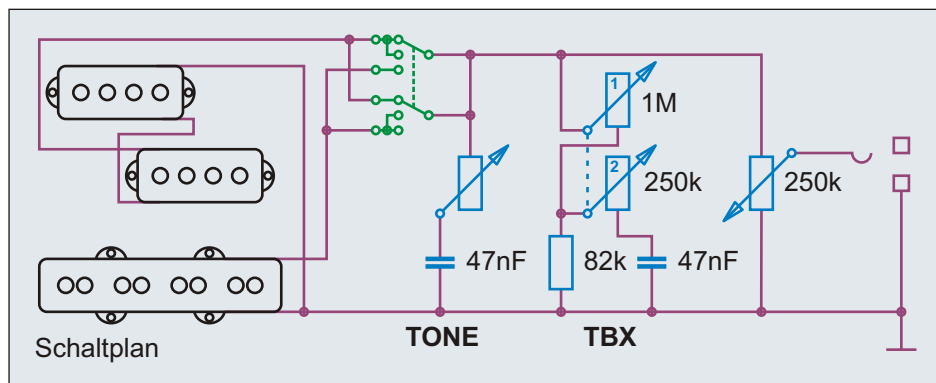 1
1M
2
250k
250k
47nF
82k
47nF
TONE
TBX
Schaltplan